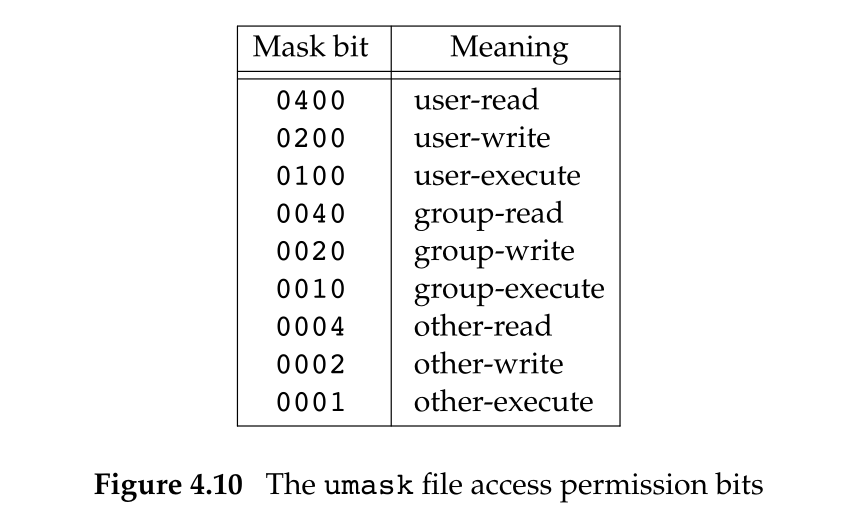 Mask bit Meaning
0400 user-read
0200 user-write
0100 user-execute
0040 group-read
0020 group-write
0010 group-execute
0004 other-read
0002 other-write
0001 other-execute
Figure 4.10 The umask file access permission bits